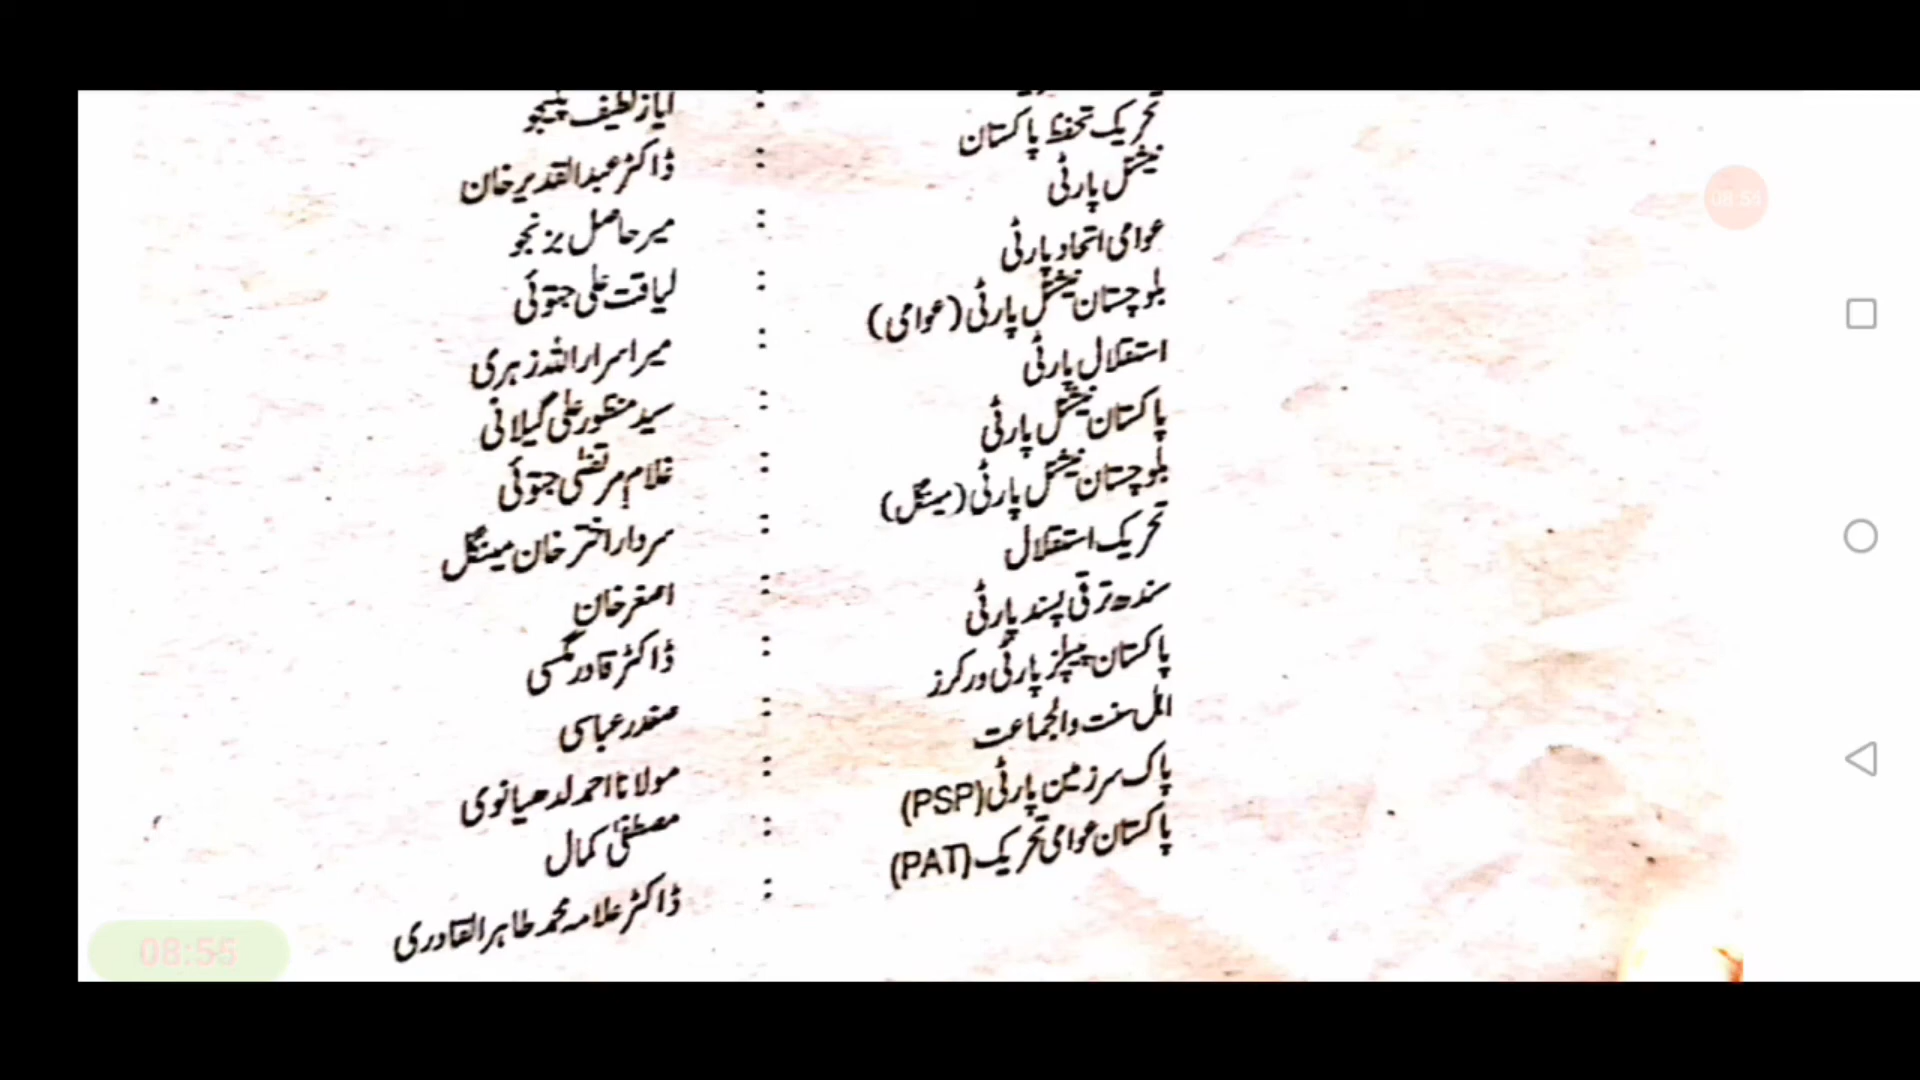 : ایاز لطیف پلیجو
تحریک تحفظ پاکستان : ڈاکٹر عبدالقدیر خان
نیشنل پارٹی : میر حاصل بزنجو
عوامی اتحاد پارٹی : لیاقت علی جتوئی
بلوچستان نیشنل پارٹی (عوامی) : میر اسرار اللہ زہری
استقلال پارٹی : سید منظور علی گیلانی
پاکستان نیشنل پارٹی : غلام مرتضٰی جتوئی
بلوچستان نیشنل پارٹی (مینگل) : سردار اختر خان مینگل
تحریک استقلال : اصغر خان
سندھ ترقی پسند پارٹی : ڈاکٹر قادر مگسی
پاکستان پیپلز پارٹی ورکرز : صفدر عباسی
اہل سنت والجماعت : مولانا احمد لدھیانوی
پاک سرزمین پارٹی (PSP) : مصطفٰی کمال
پاکستان عوامی تحریک (PAT) : ڈاکٹر علامہ محمد طاہر القادری
08:54
08:55